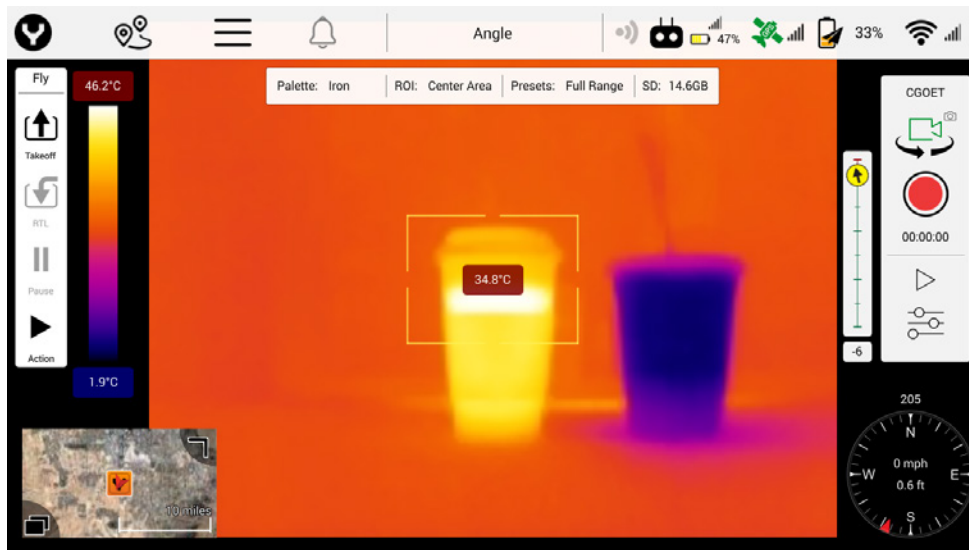 Angle
47%
33%
Fly
46.2°C
Takeoff
RTL
Pause
Action
1.9°C
Palette: Iron ROI: Center Area Presets: Full Range SD: 14.6GB
34.8°C
-6
CGOET
00:00:00
205
N
W E
S
0 mph
0.6 ft
10 miles